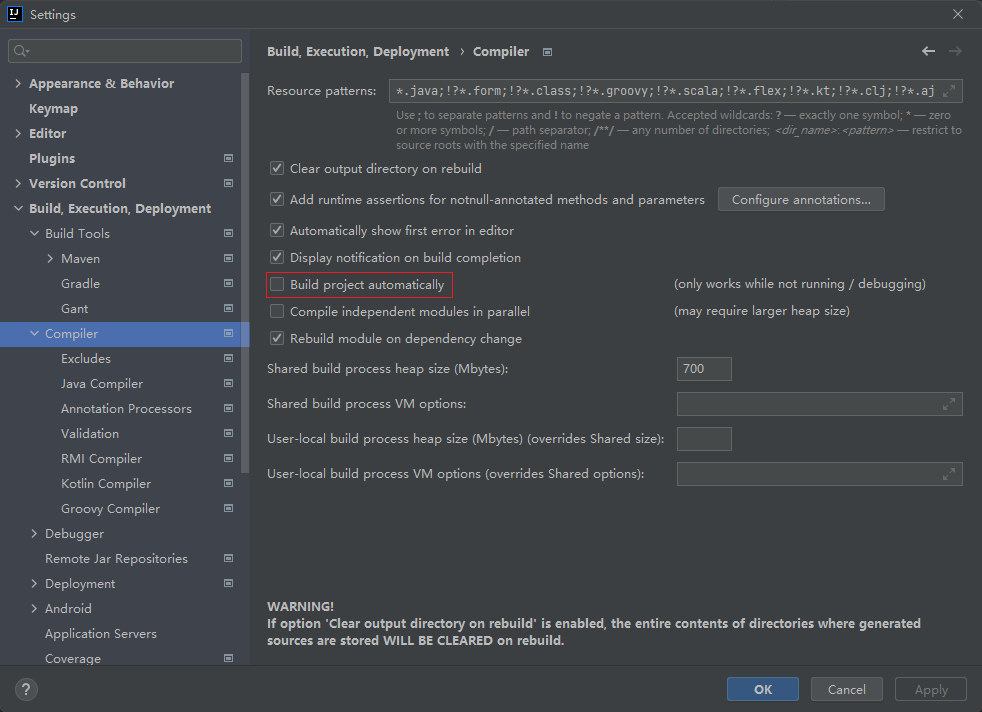 Settings
Appearance & Behavior
Keymap
Editor
Plugins
Version Control
Build, Execution, Deployment
Build Tools
Maven
Gradle
Gant
Compiler
Excludes
Java Compiler
Annotation Processors
Validation
RMI Compiler
Kotlin Compiler
Groovy Compiler
Debugger
Remote Jar Repositories
Deployment
Android
Application Servers
Coverage
Build, Execution, Deployment › Compiler
Resource patterns: *.java;!?*.form;!?*.class;!?*.groovy;!?*.scala;!?*.flex;!?*.kt;!?*.clj;!?*.aj
Use ; to separate patterns and ! to negate a pattern. Accepted wildcards: ? — exactly one symbol; * — zero
or more symbols; / — path separator; /**/ — any number of directories; <dir_name>:<pattern> — restrict to
source roots with the specified name
Clear output directory on rebuild
Add runtime assertions for notnull-annotated methods and parameters Configure annotations...
Automatically show first error in editor
Display notification on build completion
Build project automatically (only works while not running / debugging)
Compile independent modules in parallel (may require larger heap size)
Rebuild module on dependency change
Shared build process heap size (Mbytes): 700
Shared build process VM options:
User-local build process heap size (Mbytes) (overrides Shared size):
User-local build process VM options (overrides Shared options):
WARNING!
If option 'Clear output directory on rebuild' is enabled, the entire contents of directories where generated
sources are stored WILL BE CLEARED on rebuild.
? OK Cancel Apply